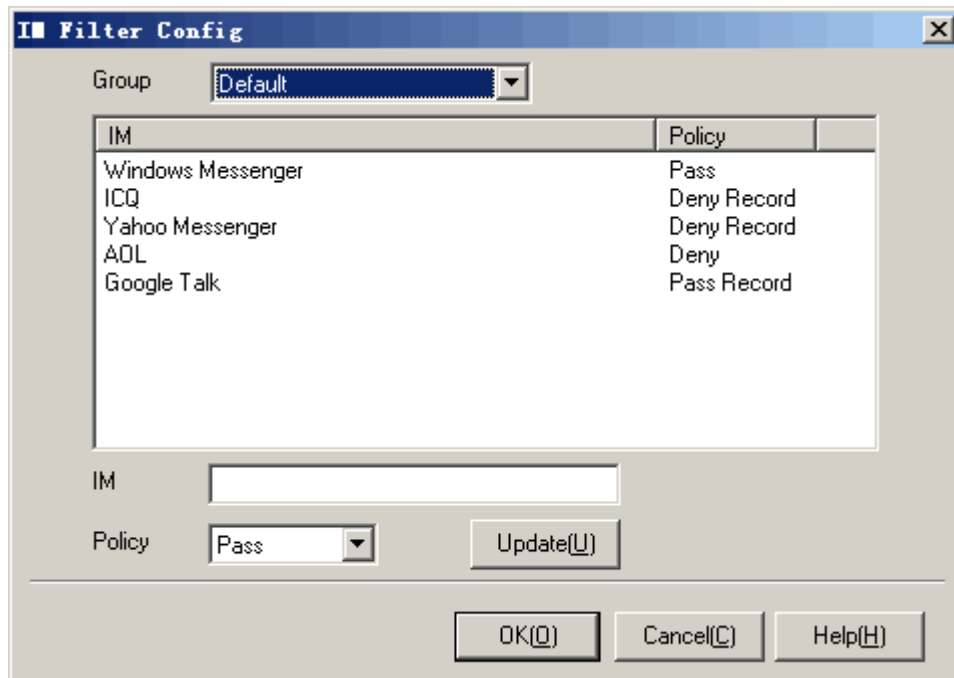 IM Filter Config
Group Default
IM Policy
Windows Messenger Pass
ICQ Deny Record
Yahoo Messenger Deny Record
AOL Deny
Google Talk Pass Record
IM
Policy Pass Update(U)
OK(O) Cancel(C) Help(H)